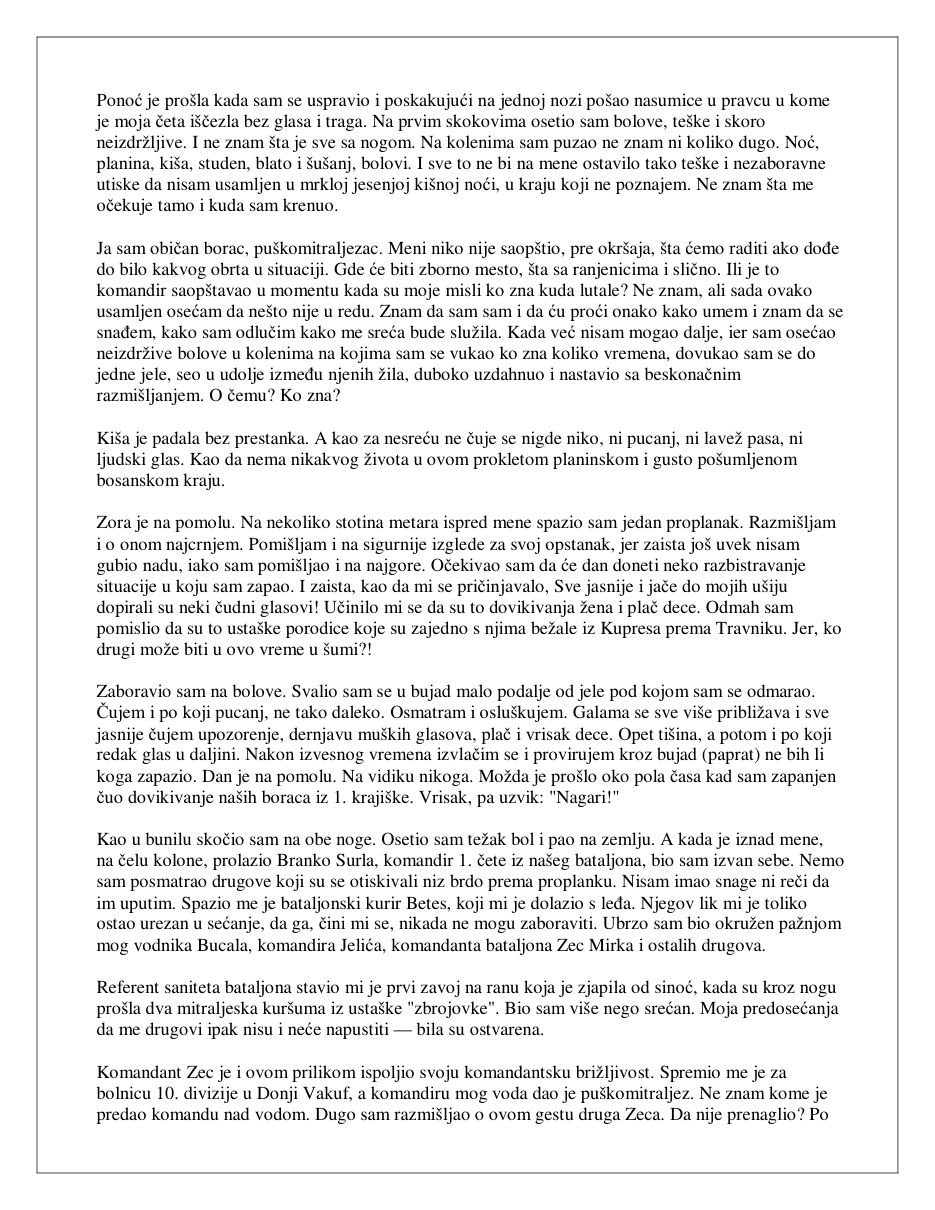 Ponoć je prošla kada sam se uspravio i poskakujući na jednoj nozi pošao nasumice u pravcu u kome
je moja četa iščezla bez glasa i traga. Na prvim skokovima osetio sam bolove, teške i skoro
neizdržljive. I ne znam šta je sve sa nogom. Na kolenima sam puzao ne znam ni koliko dugo. Noć,
planina, kiša, studen, blato i šušanj, bolovi. I sve to ne bi na mene ostavilo tako teške i nezaboravne
utiske da nisam usamljen u mrkloj jesenjoj kišnoj noći, u kraju koji ne poznajem. Ne znam šta me
očekuje tamo i kuda sam krenuo.
Ja sam običan borac, puškomitraljezac. Meni niko nije saopštio, pre okršaja, šta ćemo raditi ako dođe
do bilo kakvog obrta u situaciji. Gde će biti zborno mesto, šta sa ranjenicima i slično. Ili je to
komandir saopštavao u momentu kada su moje misli ko zna kuda lutale? Ne znam, ali sada ovako
usamljen osećam da nešto nije u redu. Znam da sam sam i da ću proći onako kako umem i znam da se
snađem, kako sam odlučim kako me sreća bude služila. Kada već nisam mogao dalje, ier sam osećao
neizdržive bolove u kolenima na kojima sam se vukao ko zna koliko vremena, dovukao sam se do
jedne jele, seo u udolje između njenih žila, duboko uzdahnuo i nastavio sa beskonačnim
razmišljanjem. O čemu? Ko zna?
Kiša je padala bez prestanka. A kao za nesreću ne čuje se nigde niko, ni pucanj, ni lavež pasa, ni
ljudski glas. Kao da nema nikakvog života u ovom prokletom planinskom i gusto pošumljenom
bosanskom kraju.
Zora je na pomolu. Na nekoliko stotina metara ispred mene spazio sam jedan proplanak. Razmišljam
i o onom najcrnjem. Pomišljam i na sigurnije izglede za svoj opstanak, jer zaista još uvek nisam
gubio nadu, iako sam pomišljao i na najgore. Očekivao sam da će dan doneti neko razbistravanje
situacije u koju sam zapao. I zaista, kao da mi se pričinjavalo, Sve jasnije i jače do mojih ušiju
dopirali su neki čudni glasovi! Učinilo mi se da su to dovikivanja žena i plač dece. Odmah sam
pomislio da su to ustaške porodice koje su zajedno s njima bežale iz Kupresa prema Travniku. Jer, ko
drugi može biti u ovo vreme u šumi?!
Zaboravio sam na bolove. Svalio sam se u bujad malo podalje od jele pod kojom sam se odmarao.
Čujem i po koji pucanj, ne tako daleko. Osmatram i osluškujem. Galama se sve više približava i sve
jasnije čujem upozorenje, dernjavu muških glasova, plač i vrisak dece. Opet tišina, a potom i po koji
redak glas u daljini. Nakon izvesnog vremena izvlačim se i provirujem kroz bujad (paprat) ne bih li
koga zapazio. Dan je na pomolu. Na vidiku nikoga. Možda je prošlo oko pola časa kad sam zapanjen
čuo dovikivanje naših boraca iz 1. krajiške. Vrisak, pa uzvik: "Nagari!"
Kao u bunilu skočio sam na obe noge. Osetio sam težak bol i pao na zemlju. A kada je iznad mene,
na čelu kolone, prolazio Branko Surla, komandir 1. čete iz našeg bataljona, bio sam izvan sebe. Nemo
sam posmatrao drugove koji su se otiskivali niz brdo prema proplanku. Nisam imao snage ni reči da
im uputim. Spazio me je bataljonski kurir Betes, koji mi je dolazio s leđa. Njegov lik mi je toliko
ostao urezan u sećanje, da ga, čini mi se, nikada ne mogu zaboraviti. Ubrzo sam bio okružen pažnjom
mog vodnika Bucala, komandira Jelića, komandanta bataljona Zec Mirka i ostalih drugova.
Referent saniteta bataljona stavio mi je prvi zavoj na ranu koja je zjapila od sinoć, kada su kroz nogu
prošla dva mitraljeska kuršuma iz ustaške "zbrojovke". Bio sam više nego srećan. Moja predosećanja
da me drugovi ipak nisu i neće napustiti — bila su ostvarena.
Komandant Zec je i ovom prilikom ispoljio svoju komandantsku brižljivost. Spremio me je za
bolnicu 10. divizije u Donji Vakuf, a komandiru mog voda dao je puškomitraljez. Ne znam kome je
predao komandu nad vodom. Dugo sam razmišljao o ovom gestu druga Zeca. Da nije prenaglio? Po